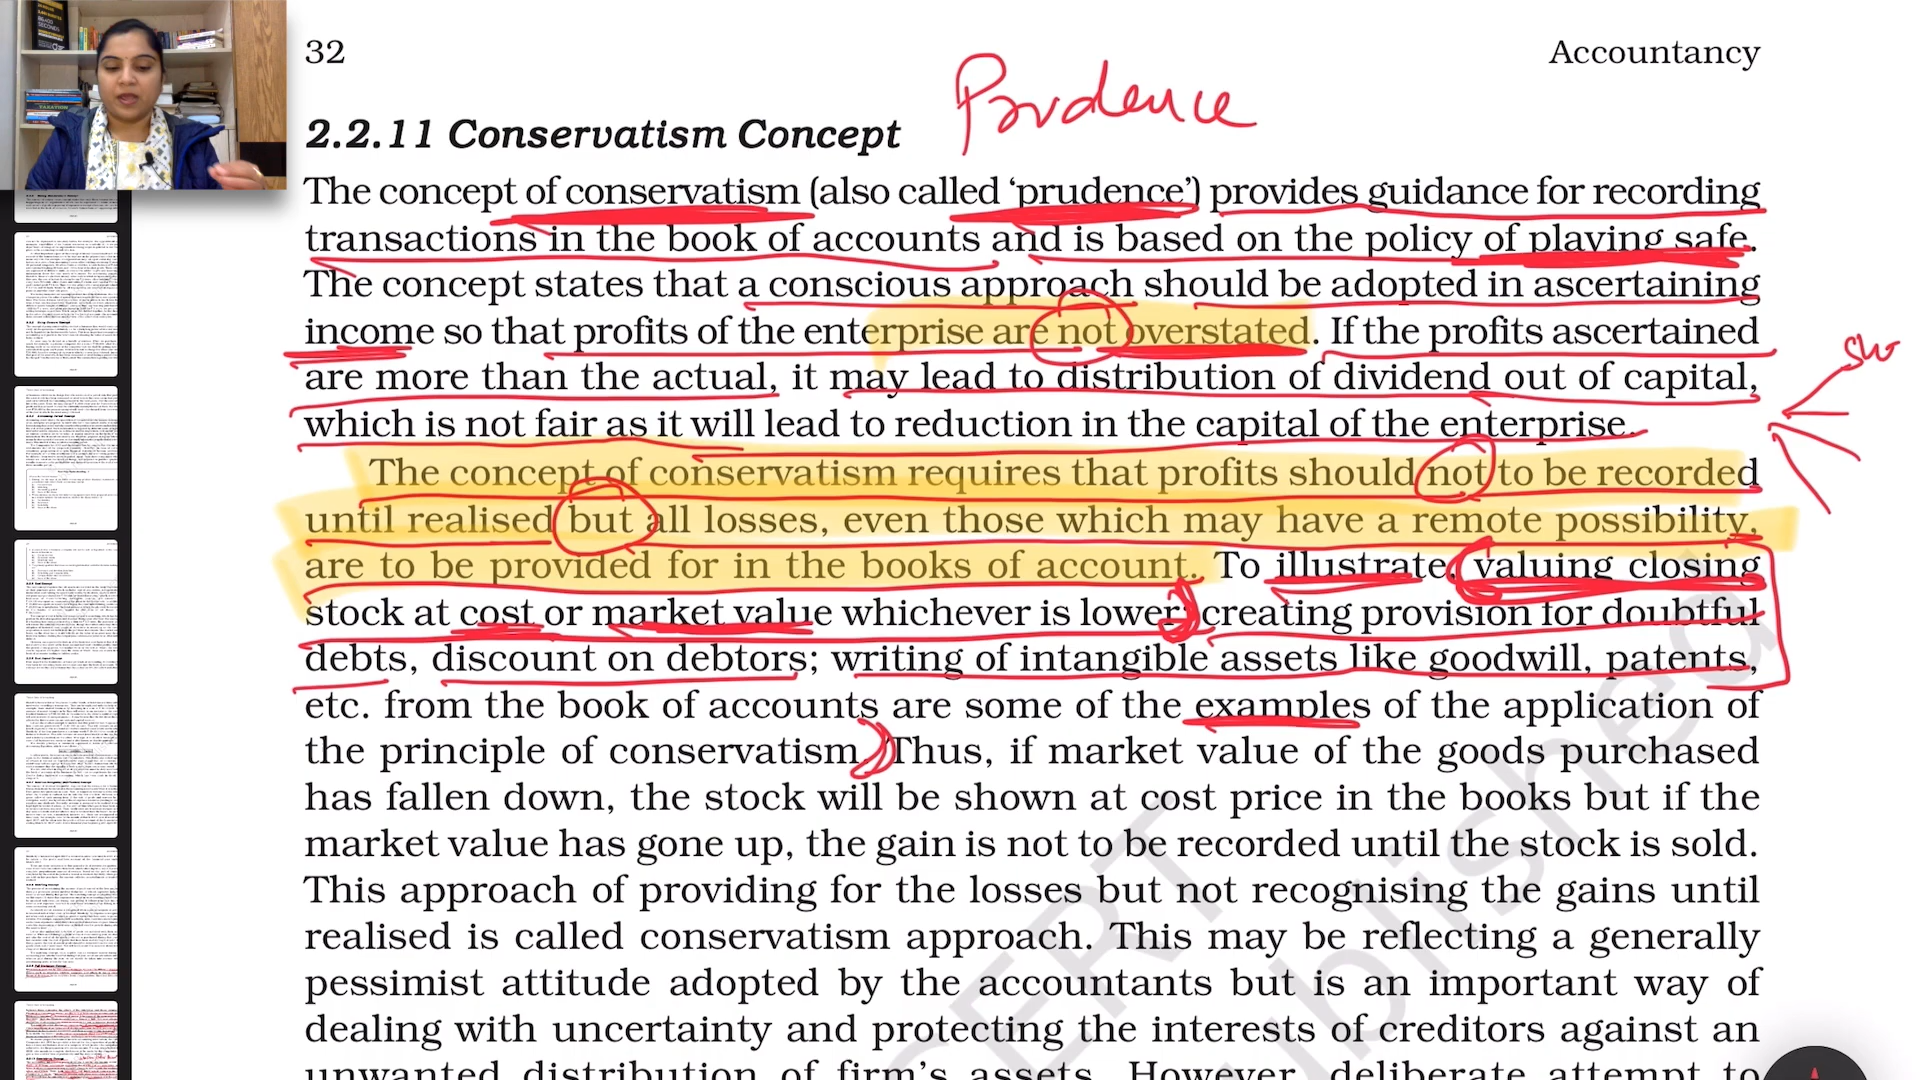 32
Accountancy
Prudence
2.2.11 Conservatism Concept
The concept of conservatism (also called ‘prudence’) provides guidance for recording
transactions in the book of accounts and is based on the policy of playing safe.
The concept states that a conscious approach should be adopted in ascertaining
income so that profits of the enterprise are not overstated. If the profits ascertained
are more than the actual, it may lead to distribution of dividend out of capital,
which is not fair as it will lead to reduction in the capital of the enterprise.
The concept of conservatism requires that profits should not to be recorded
until realised but all losses, even those which may have a remote possibility,
are to be provided for in the books of account. To illustrate, valuing closing
stock at cost or market value whichever is lower; creating provision for doubtful
debts, discount on debtors; writing of intangible assets like goodwill, patents,
etc. from the book of accounts are some of the examples of the application of
the principle of conservatism. Thus, if market value of the goods purchased
has fallen down, the stock will be shown at cost price in the books but if the
market value has gone up, the gain is not to be recorded until the stock is sold.
This approach of providing for the losses but not recognising the gains until
realised is called conservatism approach. This may be reflecting a generally
pessimist attitude adopted by the accountants but is an important way of
dealing with uncertainty and protecting the interests of creditors against an
unwanted distribution of firm’s assets. However, deliberate attempt to